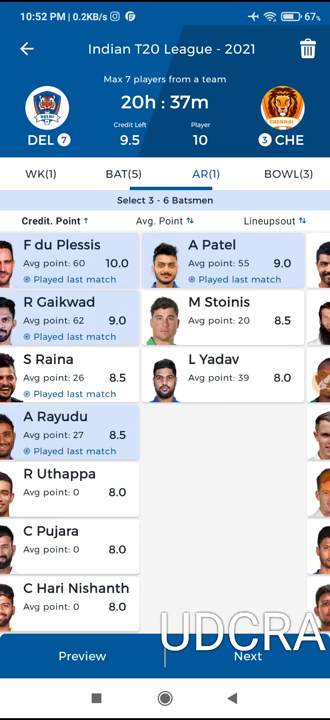 10:52 PM | 0.2KB/s 67%
Indian T20 League - 2021
Max 7 players from a team
20h : 37m
DELHI CHENNAI
Credit Left Player
DEL 7 9.5 10 3 CHE
WK(1) BAT(5) AR(1) BOWL(3)
Select 3 - 6 Batsmen
Credit. Point ↑ Avg. Point ↑↓ Lineupsout ↑↓
F du Plessis
Avg point: 60 10.0
Played last match
A Patel
Avg point: 55 9.0
Played last match
R Gaikwad
Avg point: 62 9.0
Played last match
M Stoinis
Avg point: 20 8.5
S Raina
Avg point: 26 8.5
Played last match
L Yadav
Avg point: 39 8.0
A Rayudu
Avg point: 27 8.5
Played last match
R Uthappa
Avg point: 0 8.0
C Pujara
Avg point: 0 8.0
C Hari Nishanth
Avg point: 0 8.0
UDCRA
Preview Next